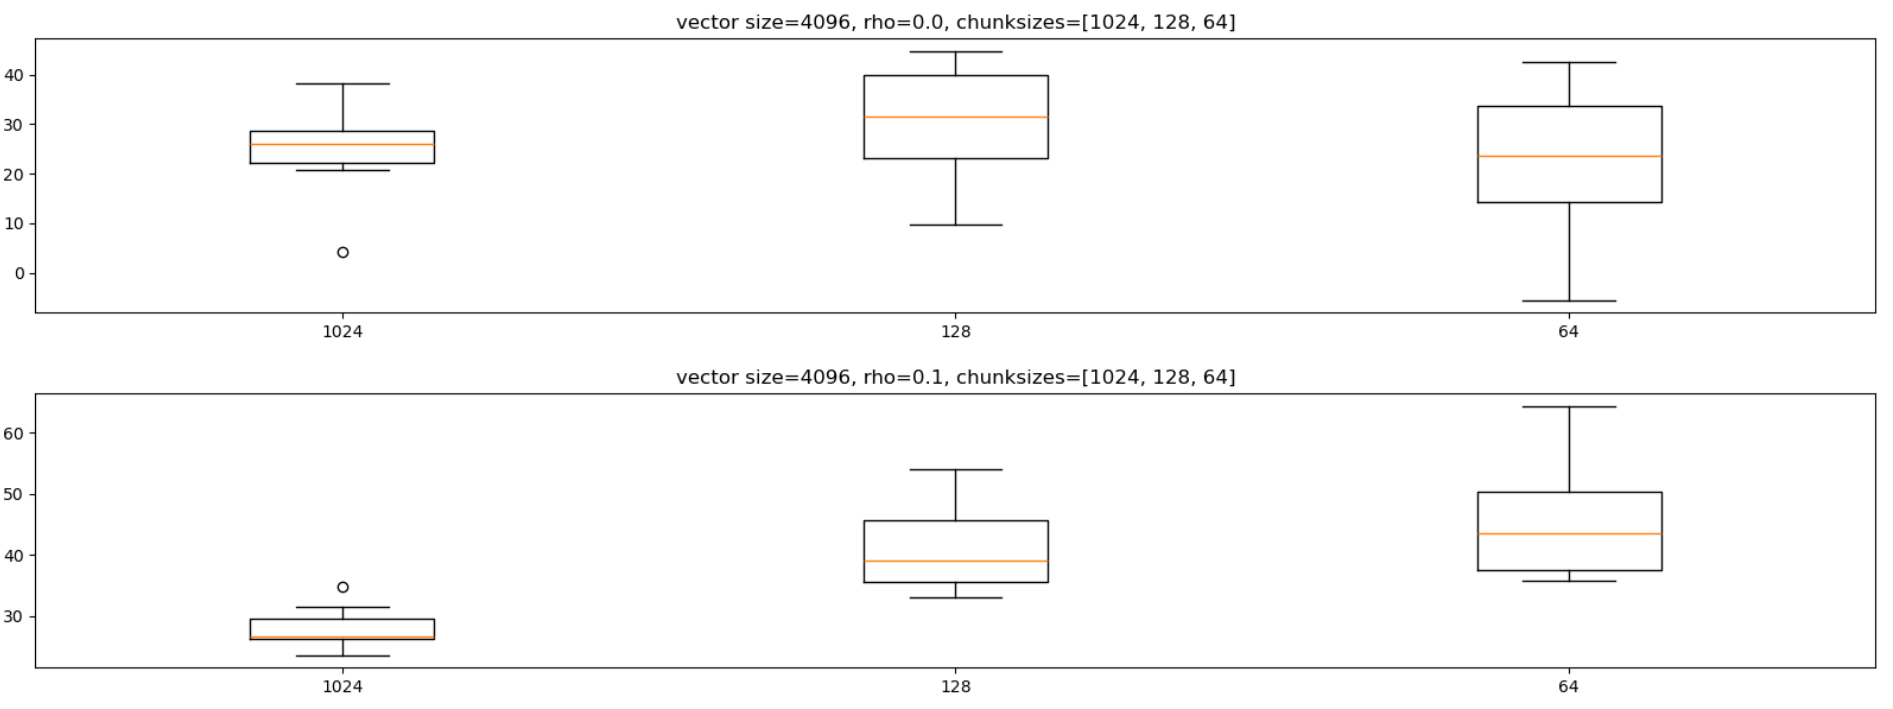 vector size=4096, rho=0.0, chunksizes=[1024, 128, 64]
40
30
20
10
0
1024 128 64
vector size=4096, rho=0.1, chunksizes=[1024, 128, 64]
60
50
40
30
1024 128 64